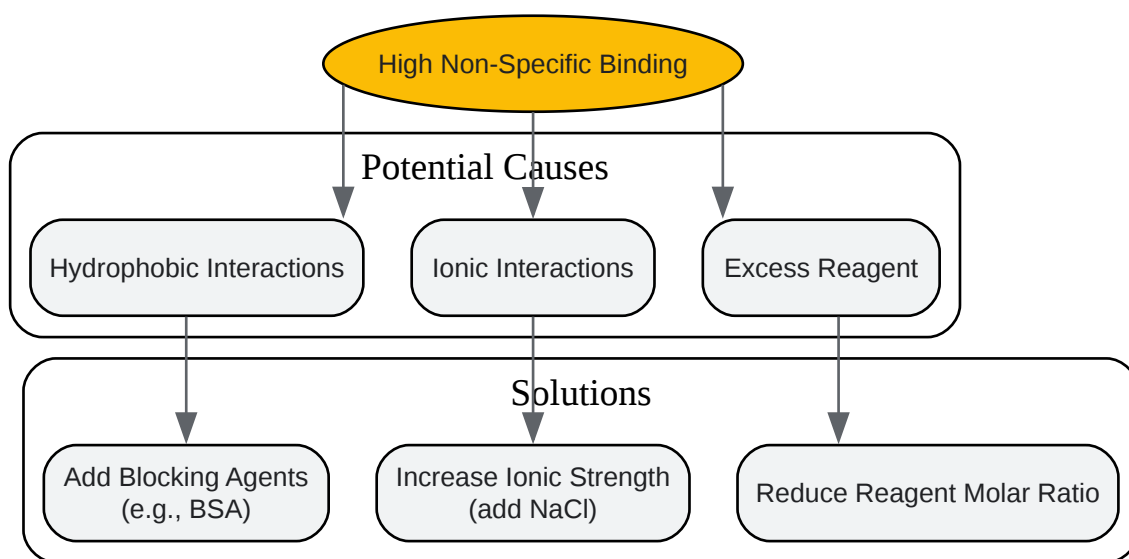 High Non-Specific Binding
Potential Causes
Hydrophobic Interactions
Ionic Interactions
Excess Reagent
Solutions
Add Blocking Agents
(e.g., BSA)
Increase Ionic Strength
(add NaCl)
Reduce Reagent Molar Ratio